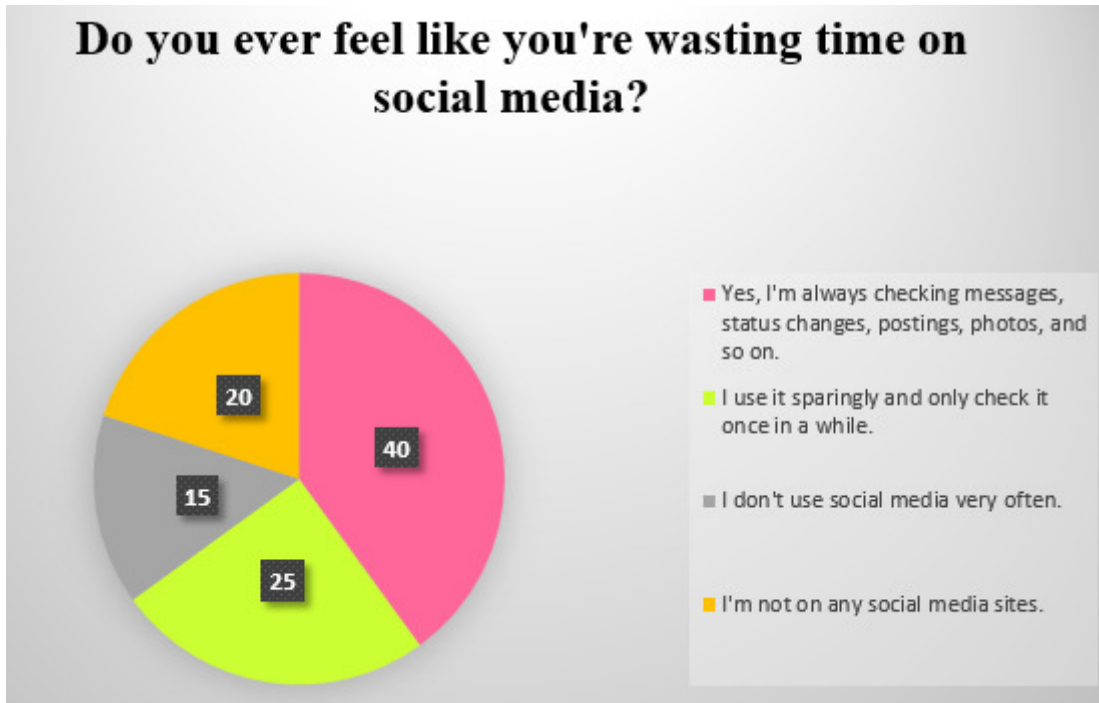 Do you ever feel like you're wasting time on
social media?
20
40
15
25
Yes, I'm always checking messages,
status changes, postings, photos, and
so on.
I use it sparingly and only check it
once in a while.
I don't use social media very often.
I'm not on any social media sites.